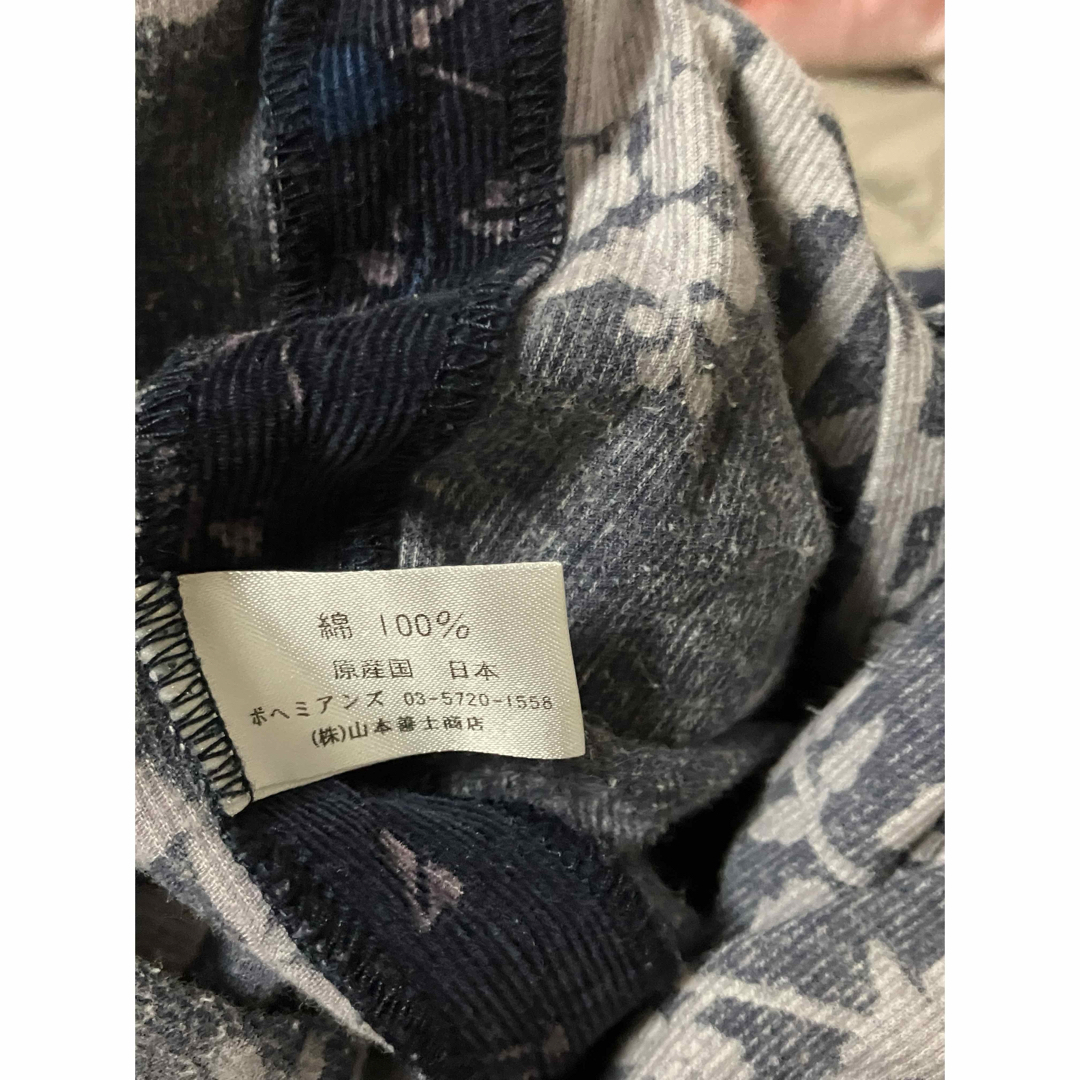 綿 100%
原産国 日本
ボヘミアンズ 03-5720-1558
(株)山本善土商店